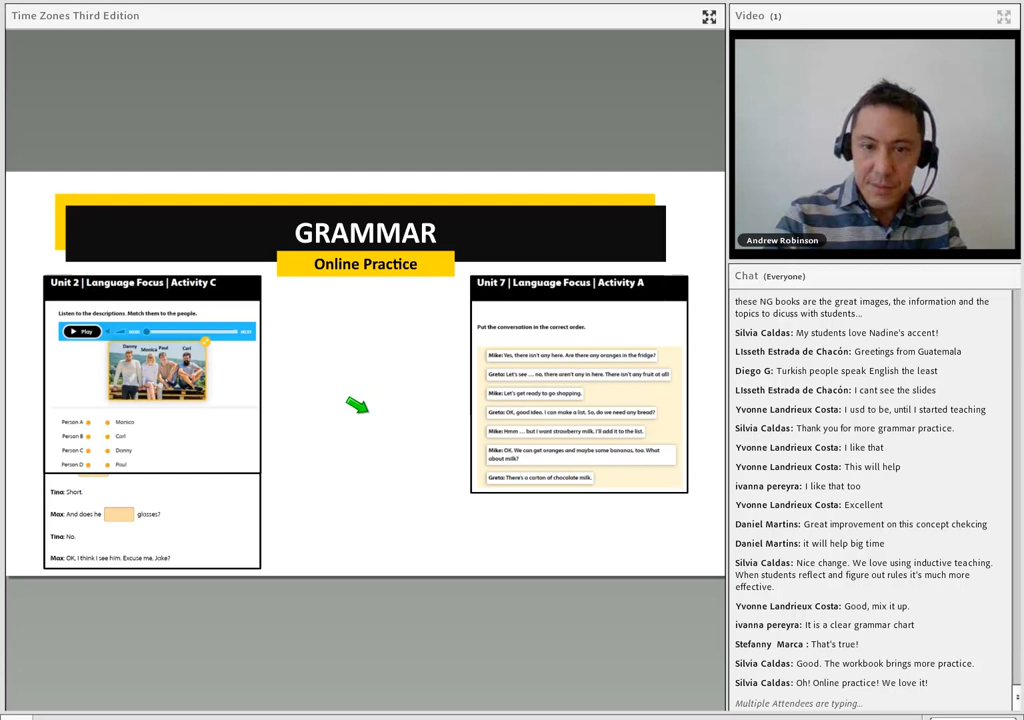 Time Zones Third Edition
GRAMMAR
Online Practice
Unit 2 | Language Focus | Activity C
Listen to the descriptions. Match them to the people.
Play
00:00
Danny
Monica
Paul
Carl
Person A
Monica
Person B
Carl
Person C
Danny
Person D
Paul
Tina: Short.
Max: And does he glasses?
Tina: No.
Max: OK, I think I see him. Excuse me, Jake?
Unit 7 | Language Focus | Activity A
Put the conversation in the correct order.
Mike: Yes, there isn't any here. Are there any oranges in the fridge?
Greta: Let's see ... no, there aren't any in here. There isn't any fruit at all!
Mike: Let's get ready to go shopping.
Greta: OK, good idea. I can make a list. So, do we need any bread?
Mike: Hmm ... but I want strawberry milk. I'll add it to the list.
Mike: OK. We can get oranges and maybe some bananas, too. What
about milk?
Greta: There's a carton of chocolate milk.
Video (1)
Andrew Robinson
Chat (Everyone)
these NG books are the great images, the information and the
topics to dicuss with students...
Silvia Caldas: My students love Nadine's accent!
LIsseth Estrada de Chacón: Greetings from Guatemala
Diego G: Turkish people speak English the least
LIsseth Estrada de Chacón: I cant see the slides
Yvonne Landrieux Costa: I usd to be, until I started teaching
Silvia Caldas: Thank you for more grammar practice.
Yvonne Landrieux Costa: I like that
Yvonne Landrieux Costa: This will help
ivanna pereyra: I like that too
Yvonne Landrieux Costa: Excellent
Daniel Martins: Great improvement on this concept chekcing
Daniel Martins: it will help big time
Silvia Caldas: Nice change. We love using inductive teaching.
When students reflect and figure out rules it's much more
effective.
Yvonne Landrieux Costa: Good, mix it up.
ivanna pereyra: It is a clear grammar chart
Stefanny Marca : That's true!
Silvia Caldas: Good. The workbook brings more practice.
Silvia Caldas: Oh! Online practice! We love it!
Multiple Attendees are typing...